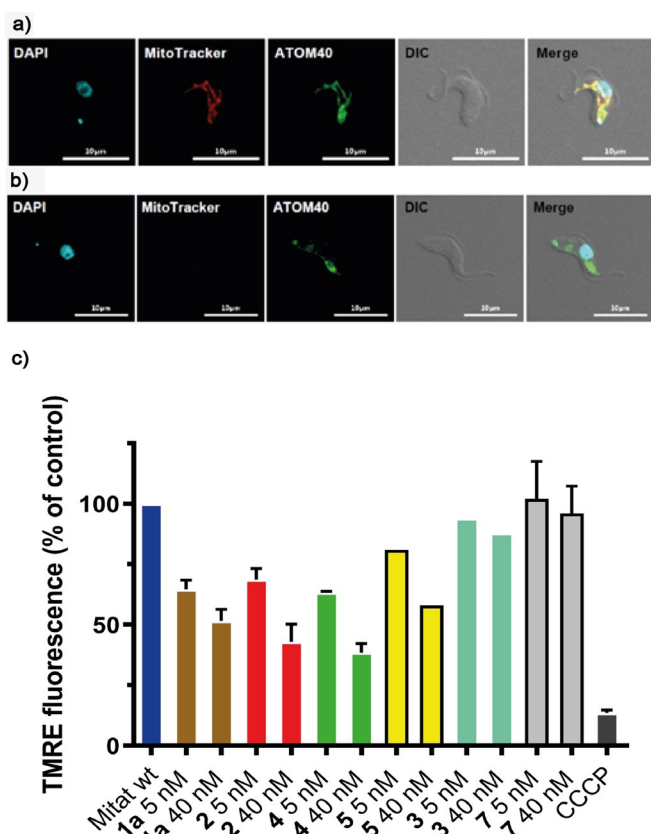 a)
DAPI MitoTracker ATOM40 DIC Merge
10μm 10μm 10μm 10μm 10μm
b)
DAPI MitoTracker ATOM40 DIC Merge
10μm 10μm 10μm 10μm 10μm
c)
TMRE fluorescence (% of control)
100
50
0
Mitat wt
1a 5 nM
1a 40 nM
2 5 nM
2 40 nM
4 5 nM
4 40 nM
5 5 nM
5 40 nM
3 5 nM
3 40 nM
7 5 nM
7 40 nM
CCCP